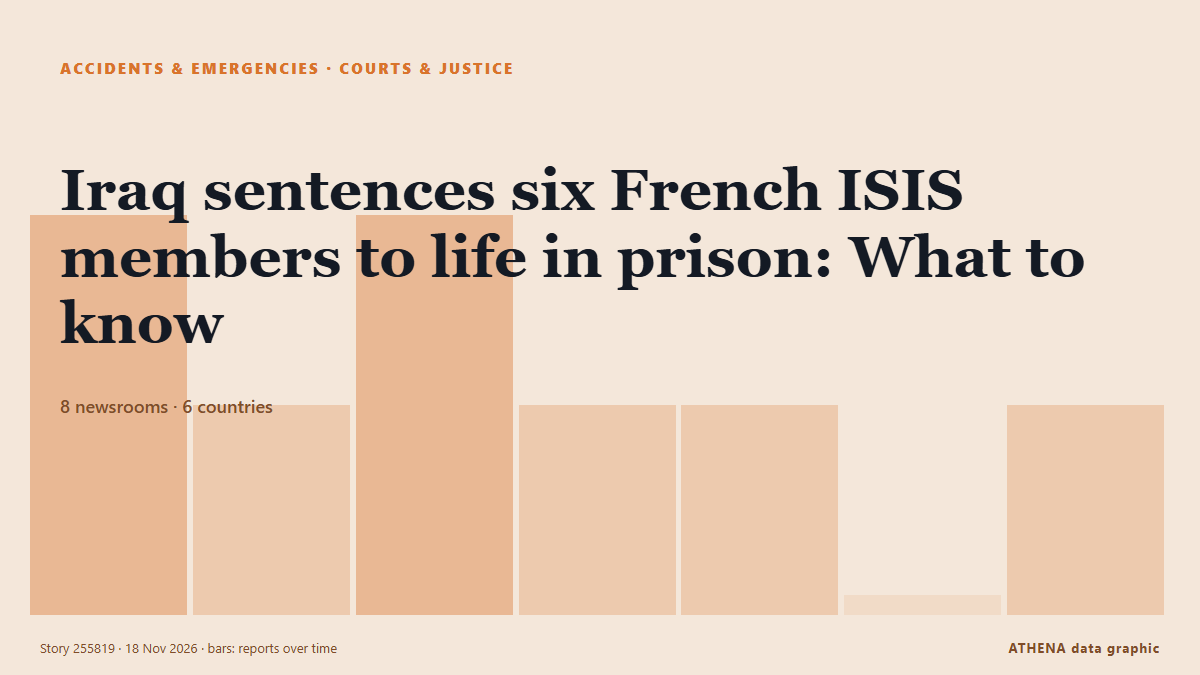 ACCIDENTS & EMERGENCIES · COURTS & JUSTICE
Iraq sentences six French ISIS
members to life in prison: What to
know
8 newsrooms · 6 countries
Story 255819 · 18 Nov 2026 · bars: reports over time
ATHENA data graphic